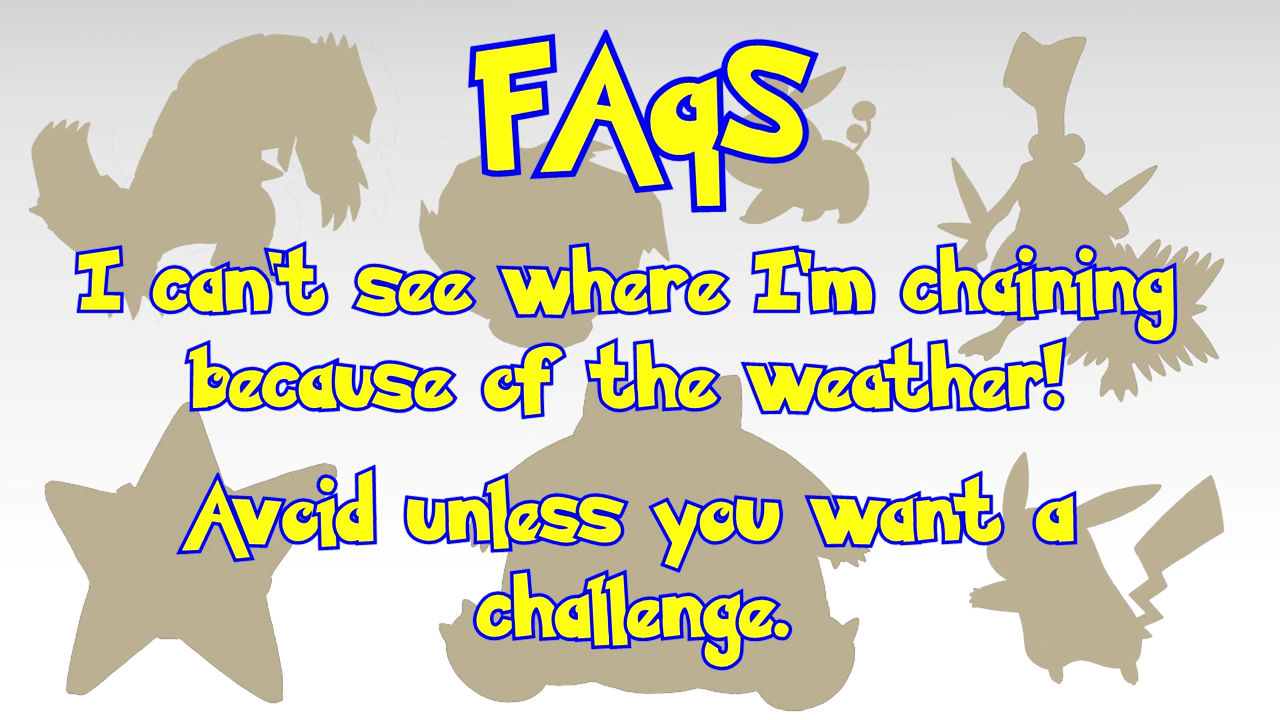 FAqS
I can't see where I'm chaining
because of the weather!
Avoid unless you want a
challenge.